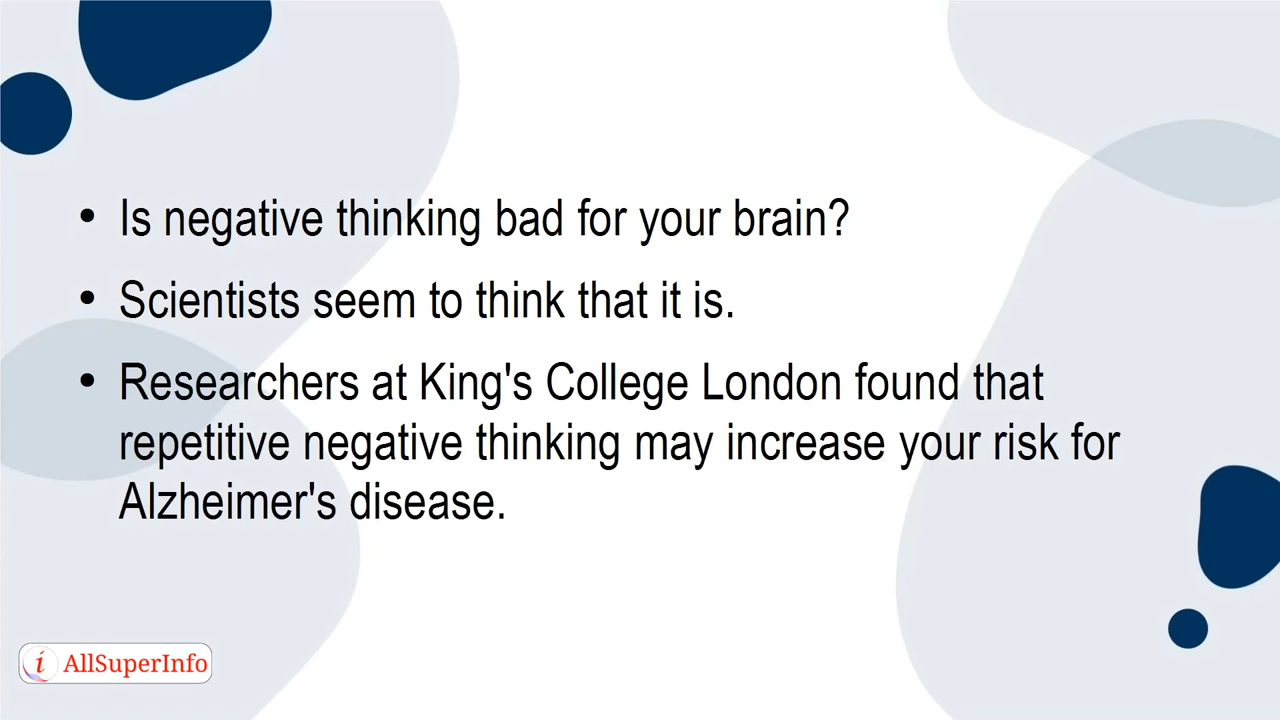 • Is negative thinking bad for your brain?
• Scientists seem to think that it is.
• Researchers at King's College London found that
repetitive negative thinking may increase your risk for
Alzheimer's disease.
i AllSuperInfo